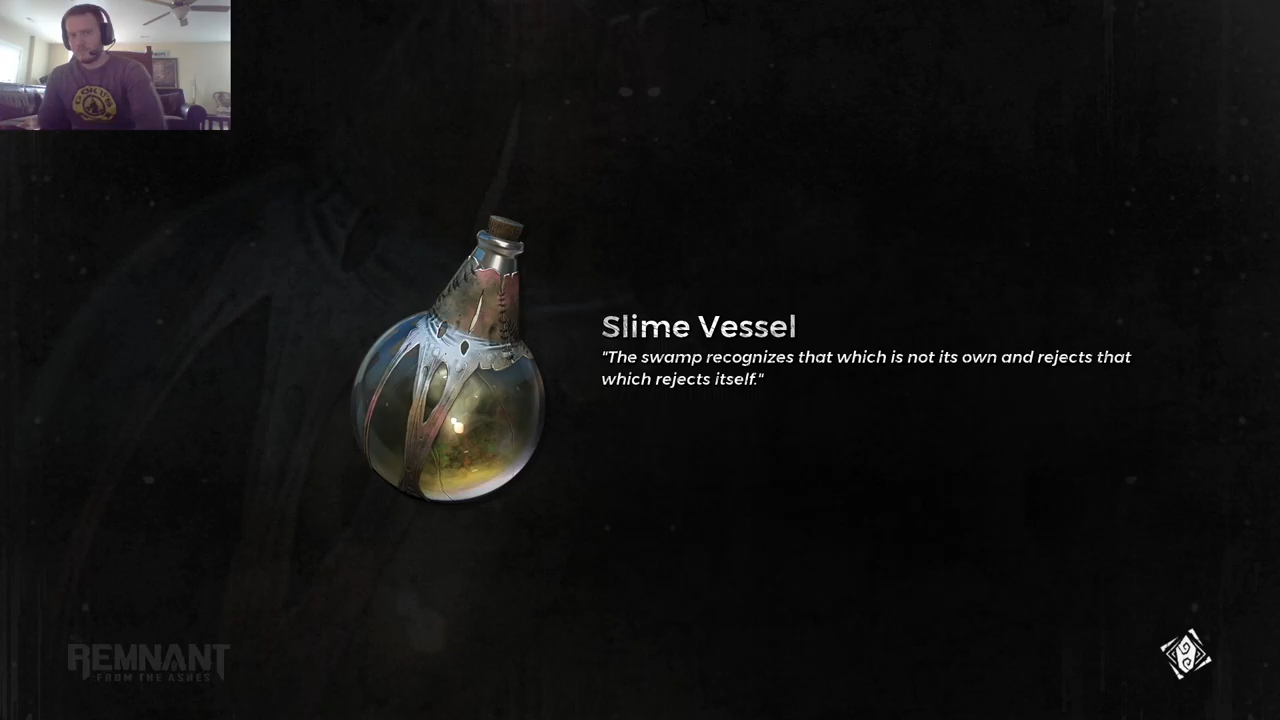 GOKU'S
Slime Vessel
"The swamp recognizes that which is not its own and rejects that
which rejects itself."
REMNANT
FROM THE ASHES